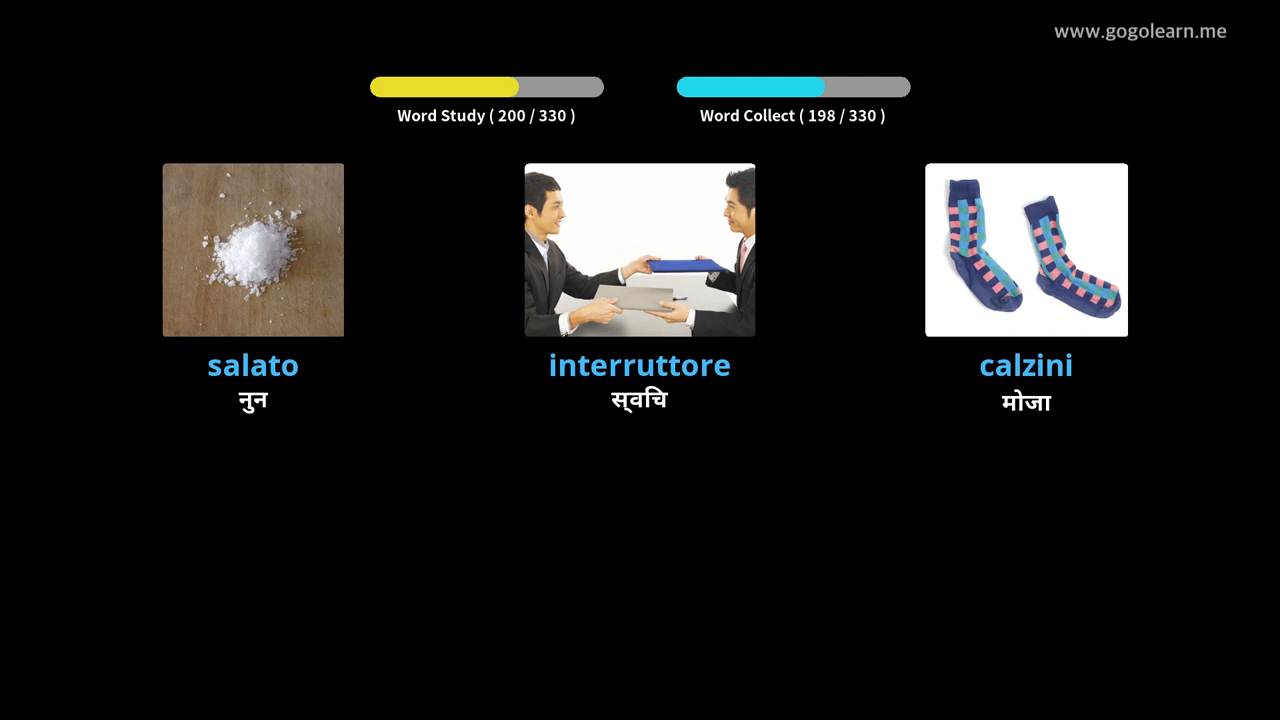 www.gogolearn.me
Word Study ( 200 / 330 )
Word Collect ( 198 / 330 )
salato
interruttore
calzini
नुन
स्वचि
मोजा